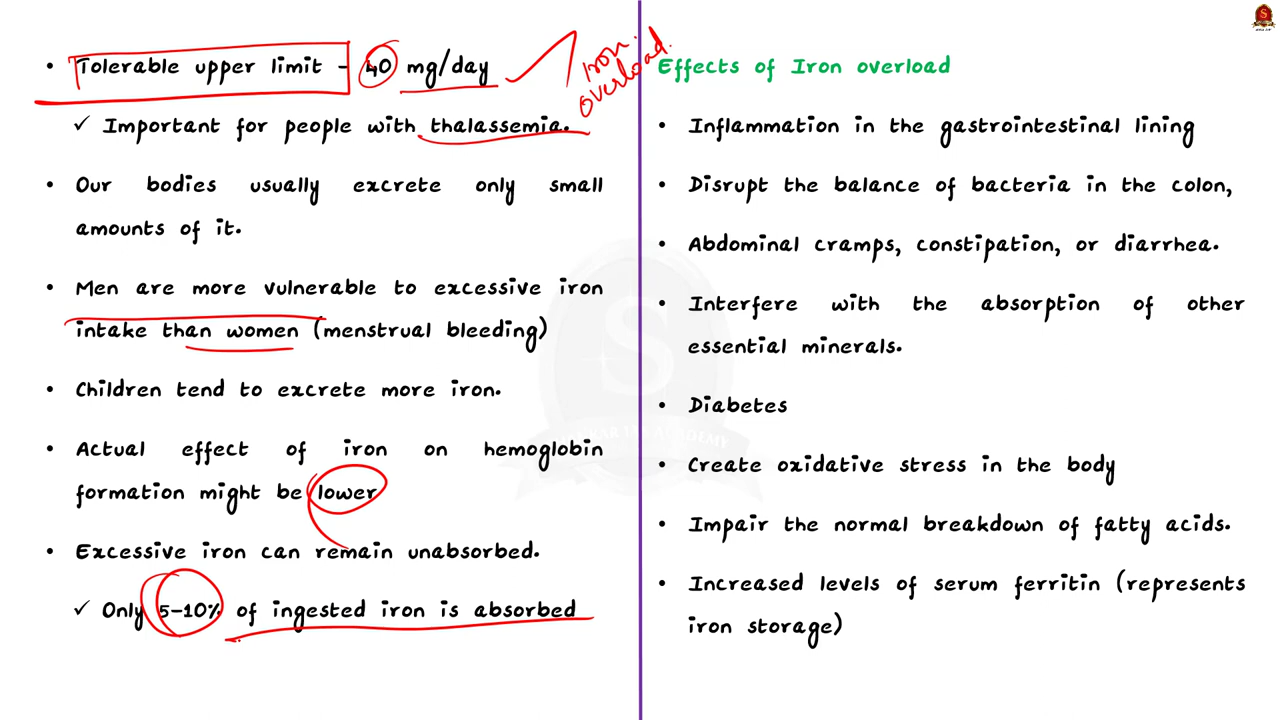 • Tolerable upper limit - 40 mg/day
Iron
overload.
✓ Important for people with thalassemia.
• Our bodies usually excrete only small
amounts of it.
• Men are more vulnerable to excessive iron
intake than women (menstrual bleeding)
• Children tend to excrete more iron.
• Actual effect of iron on hemoglobin
formation might be lower
• Excessive iron can remain unabsorbed.
✓ Only 5-10% of ingested iron is absorbed
Effects of Iron overload
• Inflammation in the gastrointestinal lining
• Disrupt the balance of bacteria in the colon,
• Abdominal cramps, constipation, or diarrhea.
• Interfere with the absorption of other
essential minerals.
• Diabetes
• Create oxidative stress in the body
• Impair the normal breakdown of fatty acids.
• Increased levels of serum ferritin (represents
iron storage)
S
ACADEMY